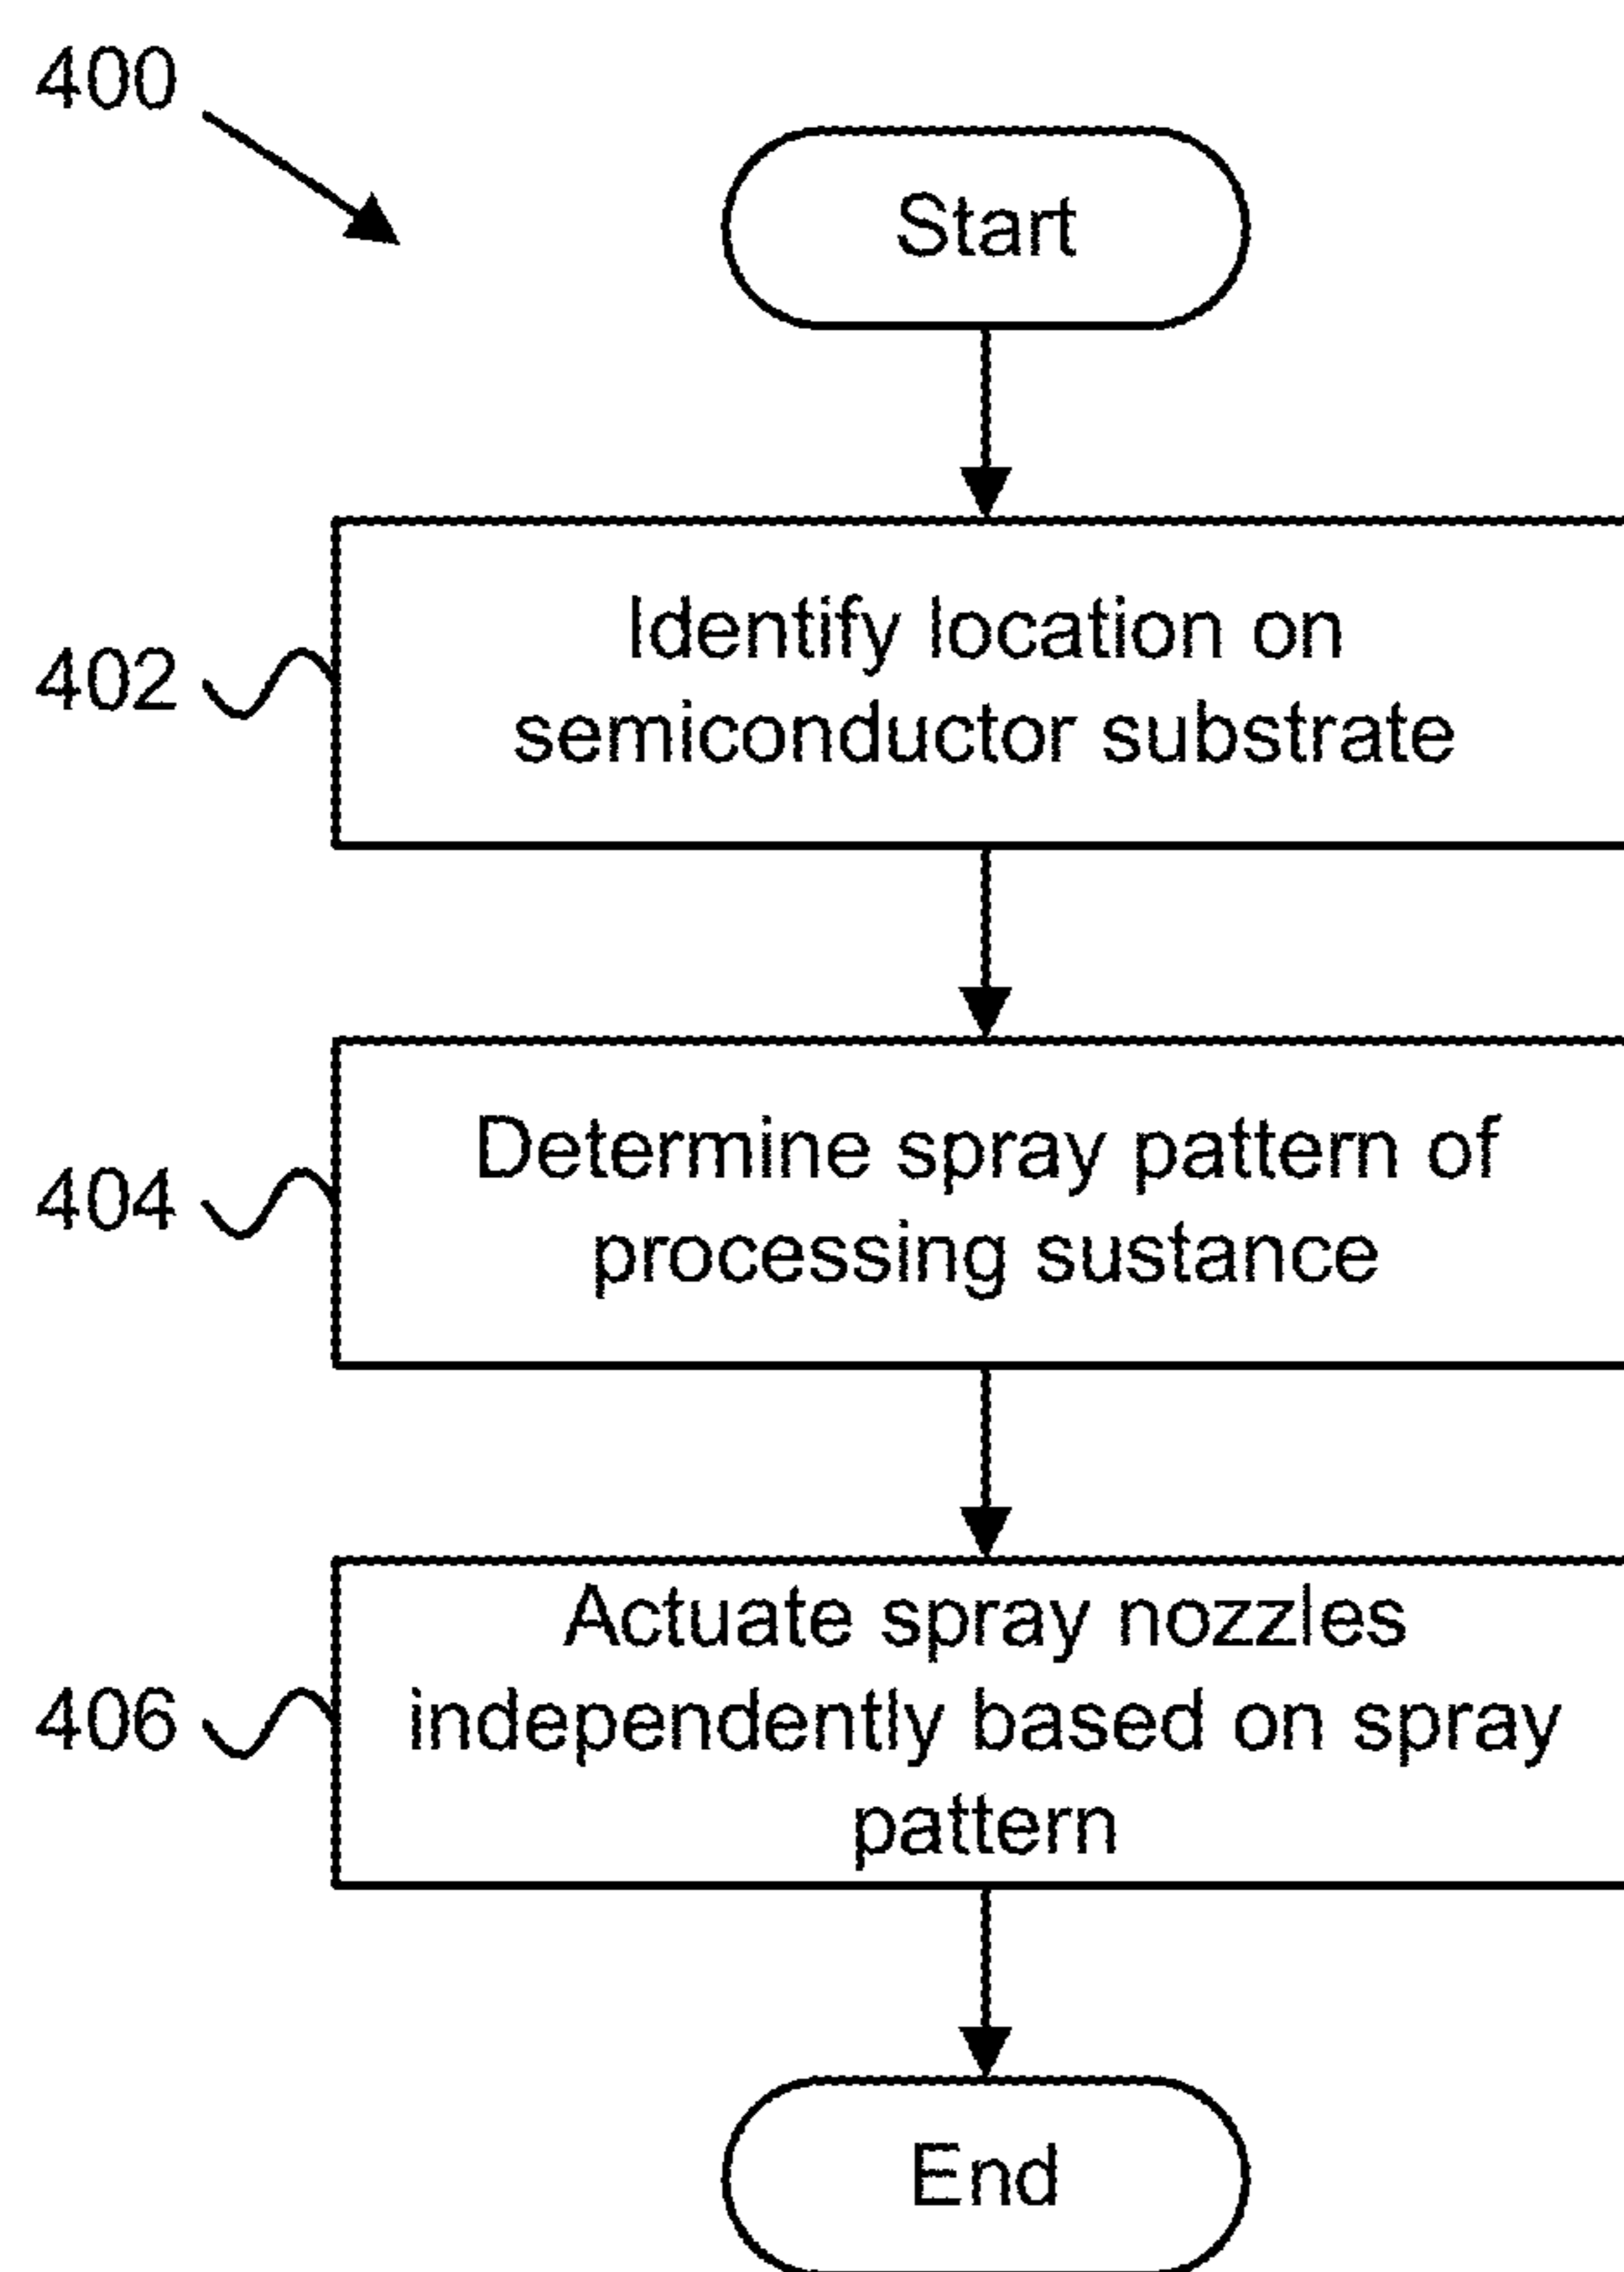 400
Start
402
Identify location on
semiconductor substrate
404
Determine spray pattern of
processing sustance
406
Actuate spray nozzles
independently based on spray
pattern
End